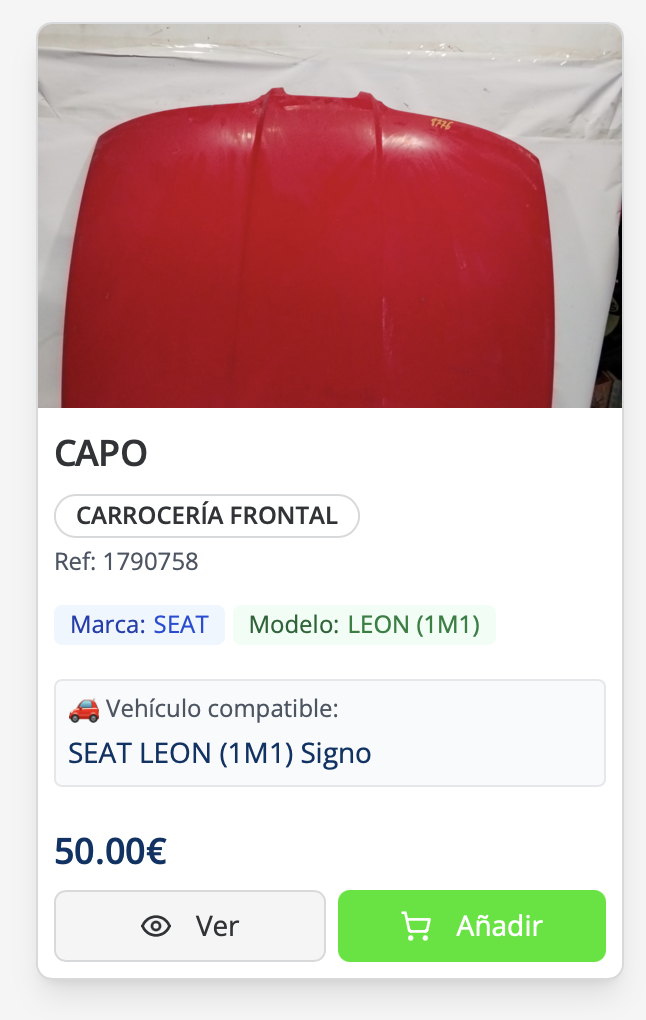 CAPO
CARROCERÍA FRONTAL
Ref: 1790758
Marca: SEAT Modelo: LEON (1M1)
Vehículo compatible:
SEAT LEON (1M1) Signo
50.00€
Ver Añadir